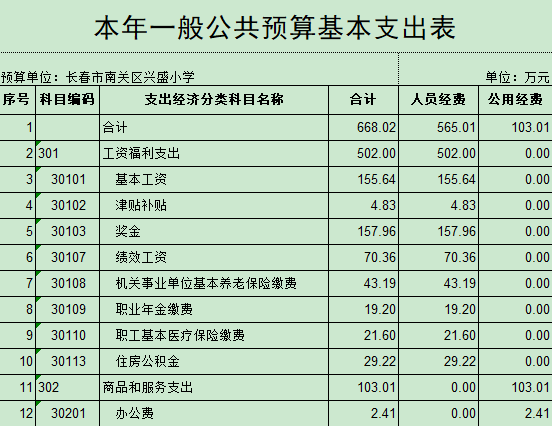 本年一般公共预算基本支出表
预算单位：长春市南关区兴盛小学 单位：万元
序号 科目编码 支出经济分类科目名称 合计 人员经费 公用经费
1 合计 668.02 565.01 103.01
2 301 工资福利支出 502.00 502.00 0.00
3 30101 基本工资 155.64 155.64 0.00
4 30102 津贴补贴 4.83 4.83 0.00
5 30103 奖金 157.96 157.96 0.00
6 30107 绩效工资 70.36 70.36 0.00
7 30108 机关事业单位基本养老保险缴费 43.19 43.19 0.00
8 30109 职业年金缴费 19.20 19.20 0.00
9 30110 职工基本医疗保险缴费 21.60 21.60 0.00
10 30113 住房公积金 29.22 29.22 0.00
11 302 商品和服务支出 103.01 0.00 103.01
12 30201 办公费 2.41 0.00 2.41